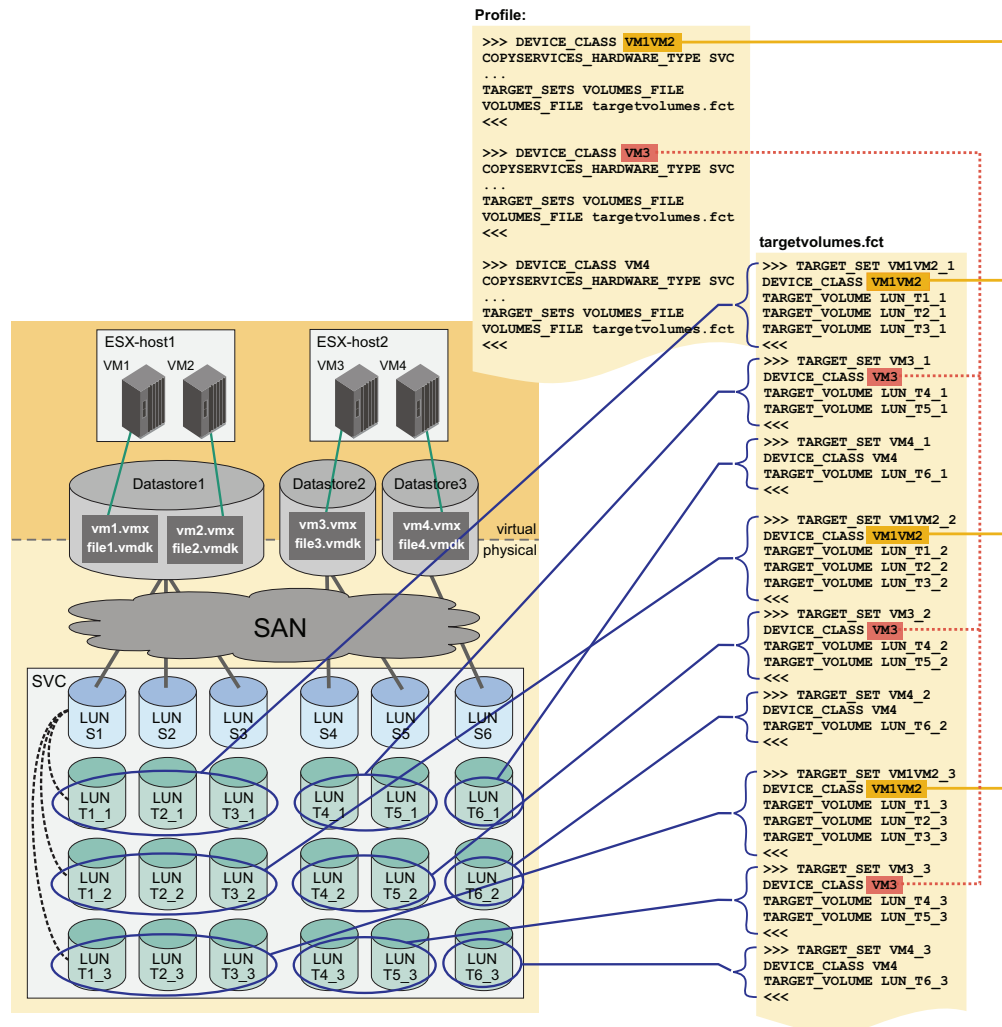 Profile:
>>> DEVICE_CLASS VM1VM2
COPYSERVICES_HARDWARE_TYPE SVC
...
TARGET_SETS VOLUMES_FILE
VOLUMES_FILE targetvolumes.fct
<<<
>>> DEVICE_CLASS VM3
COPYSERVICES_HARDWARE_TYPE SVC
...
TARGET_SETS VOLUMES_FILE
VOLUMES_FILE targetvolumes.fct
<<<
>>> DEVICE_CLASS VM4
COPYSERVICES_HARDWARE_TYPE SVC
...
TARGET_SETS VOLUMES_FILE
VOLUMES_FILE targetvolumes.fct
<<<
targetvolumes.fct
>>> TARGET_SET VM1VM2_1
DEVICE_CLASS VM1VM2
TARGET_VOLUME LUN_T1_1
TARGET_VOLUME LUN_T2_1
TARGET_VOLUME LUN_T3_1
<<<
>>> TARGET_SET VM3_1
DEVICE_CLASS VM3
TARGET_VOLUME LUN_T4_1
TARGET_VOLUME LUN_T5_1
<<<
>>> TARGET_SET VM4_1
DEVICE_CLASS VM4
TARGET_VOLUME LUN_T6_1
<<<
>>> TARGET_SET VM1VM2_2
DEVICE_CLASS VM1VM2
TARGET_VOLUME LUN_T1_2
TARGET_VOLUME LUN_T2_2
TARGET_VOLUME LUN_T3_2
<<<
>>> TARGET_SET VM3_2
DEVICE_CLASS VM3
TARGET_VOLUME LUN_T4_2
TARGET_VOLUME LUN_T5_2
<<<
>>> TARGET_SET VM4_2
DEVICE_CLASS VM4
TARGET_VOLUME LUN_T6_2
<<<
>>> TARGET_SET VM1VM2_3
DEVICE_CLASS VM1VM2
TARGET_VOLUME LUN_T1_3
TARGET_VOLUME LUN_T2_3
TARGET_VOLUME LUN_T3_3
<<<
>>> TARGET_SET VM3_3
DEVICE_CLASS VM3
TARGET_VOLUME LUN_T4_3
TARGET_VOLUME LUN_T5_3
<<<
>>> TARGET_SET VM4_3
DEVICE_CLASS VM4
TARGET_VOLUME LUN_T6_3
<<<
ESX-host1
VM1 VM2
ESX-host2
VM3 VM4
Datastore1
vm1.vmx
file1.vmdk
vm2.vmx
file2.vmdk
Datastore2
vm3.vmx
file3.vmdk
Datastore3
vm4.vmx
file4.vmdk
virtual
physical
SAN
SVC
LUN
S1
LUN
S2
LUN
S3
LUN
S4
LUN
S5
LUN
S6
LUN
T1_1
LUN
T2_1
LUN
T3_1
LUN
T4_1
LUN
T5_1
LUN
T6_1
LUN
T1_2
LUN
T2_2
LUN
T3_2
LUN
T4_2
LUN
T5_2
LUN
T6_2
LUN
T1_3
LUN
T2_3
LUN
T3_3
LUN
T4_3
LUN
T5_3
LUN
T6_3